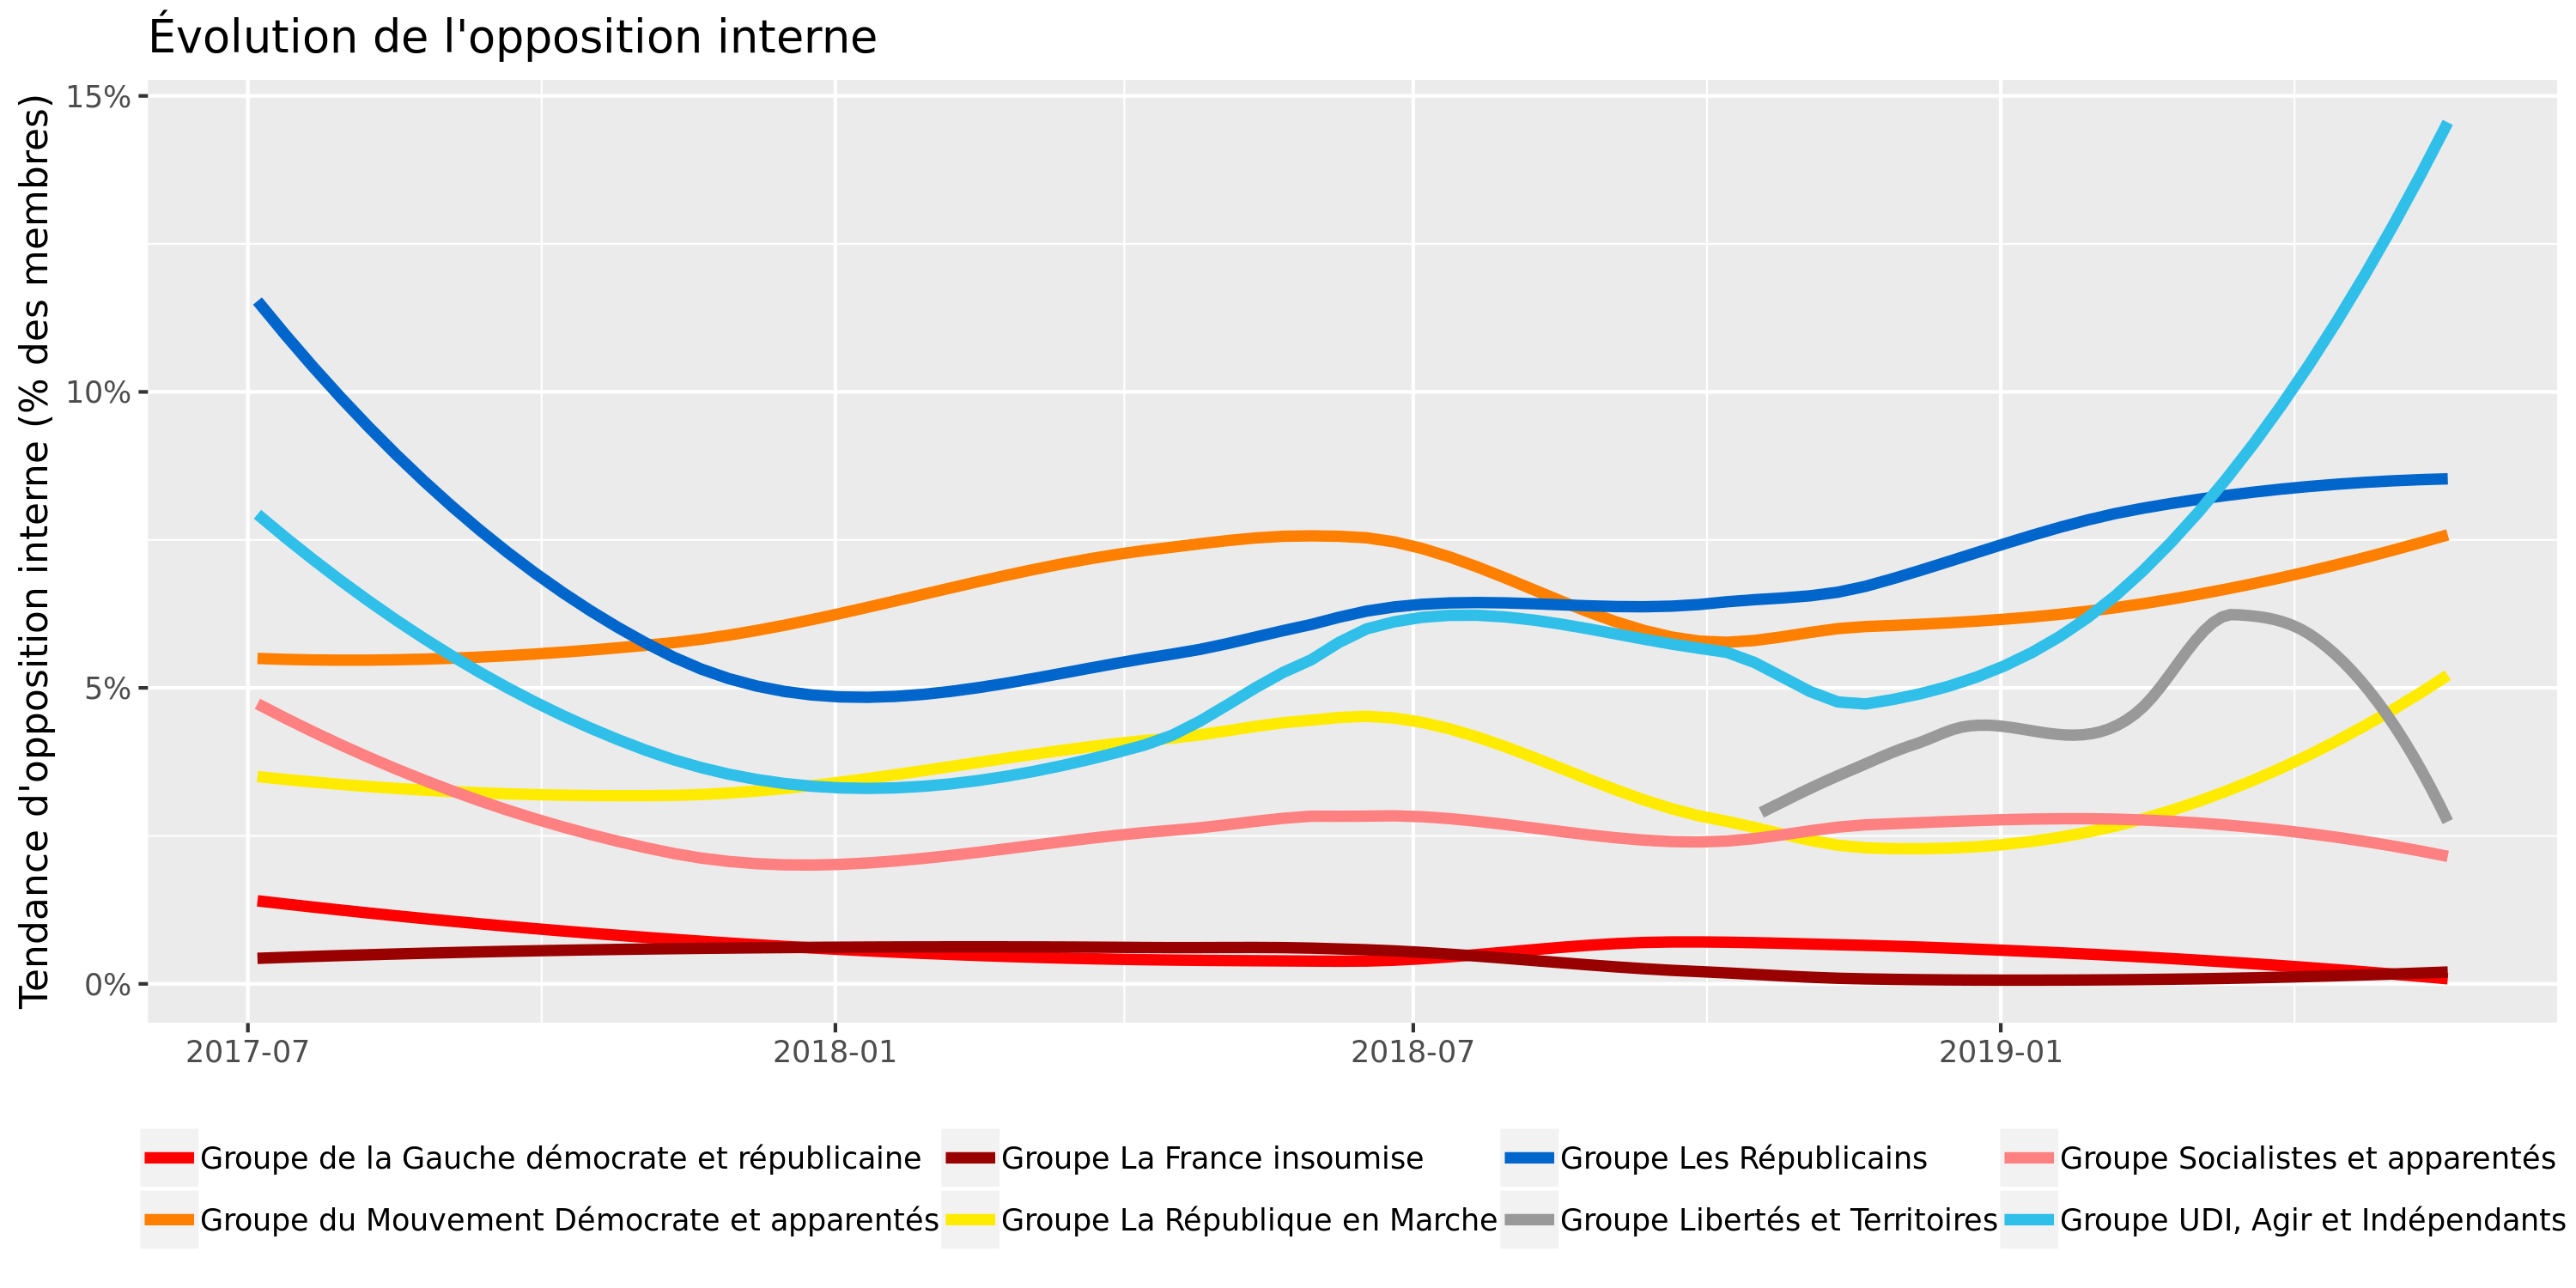 Évolution de l'opposition interne
Tendance d'opposition interne (% des membres)
15%
10%
5%
0%
2017-07 2018-01 2018-07 2019-01
Groupe de la Gauche démocrate et républicaine Groupe La France insoumise Groupe Les Républicains Groupe Socialistes et apparentés
Groupe du Mouvement Démocrate et apparentés Groupe La République en Marche Groupe Libertés et Territoires Groupe UDI, Agir et Indépendants